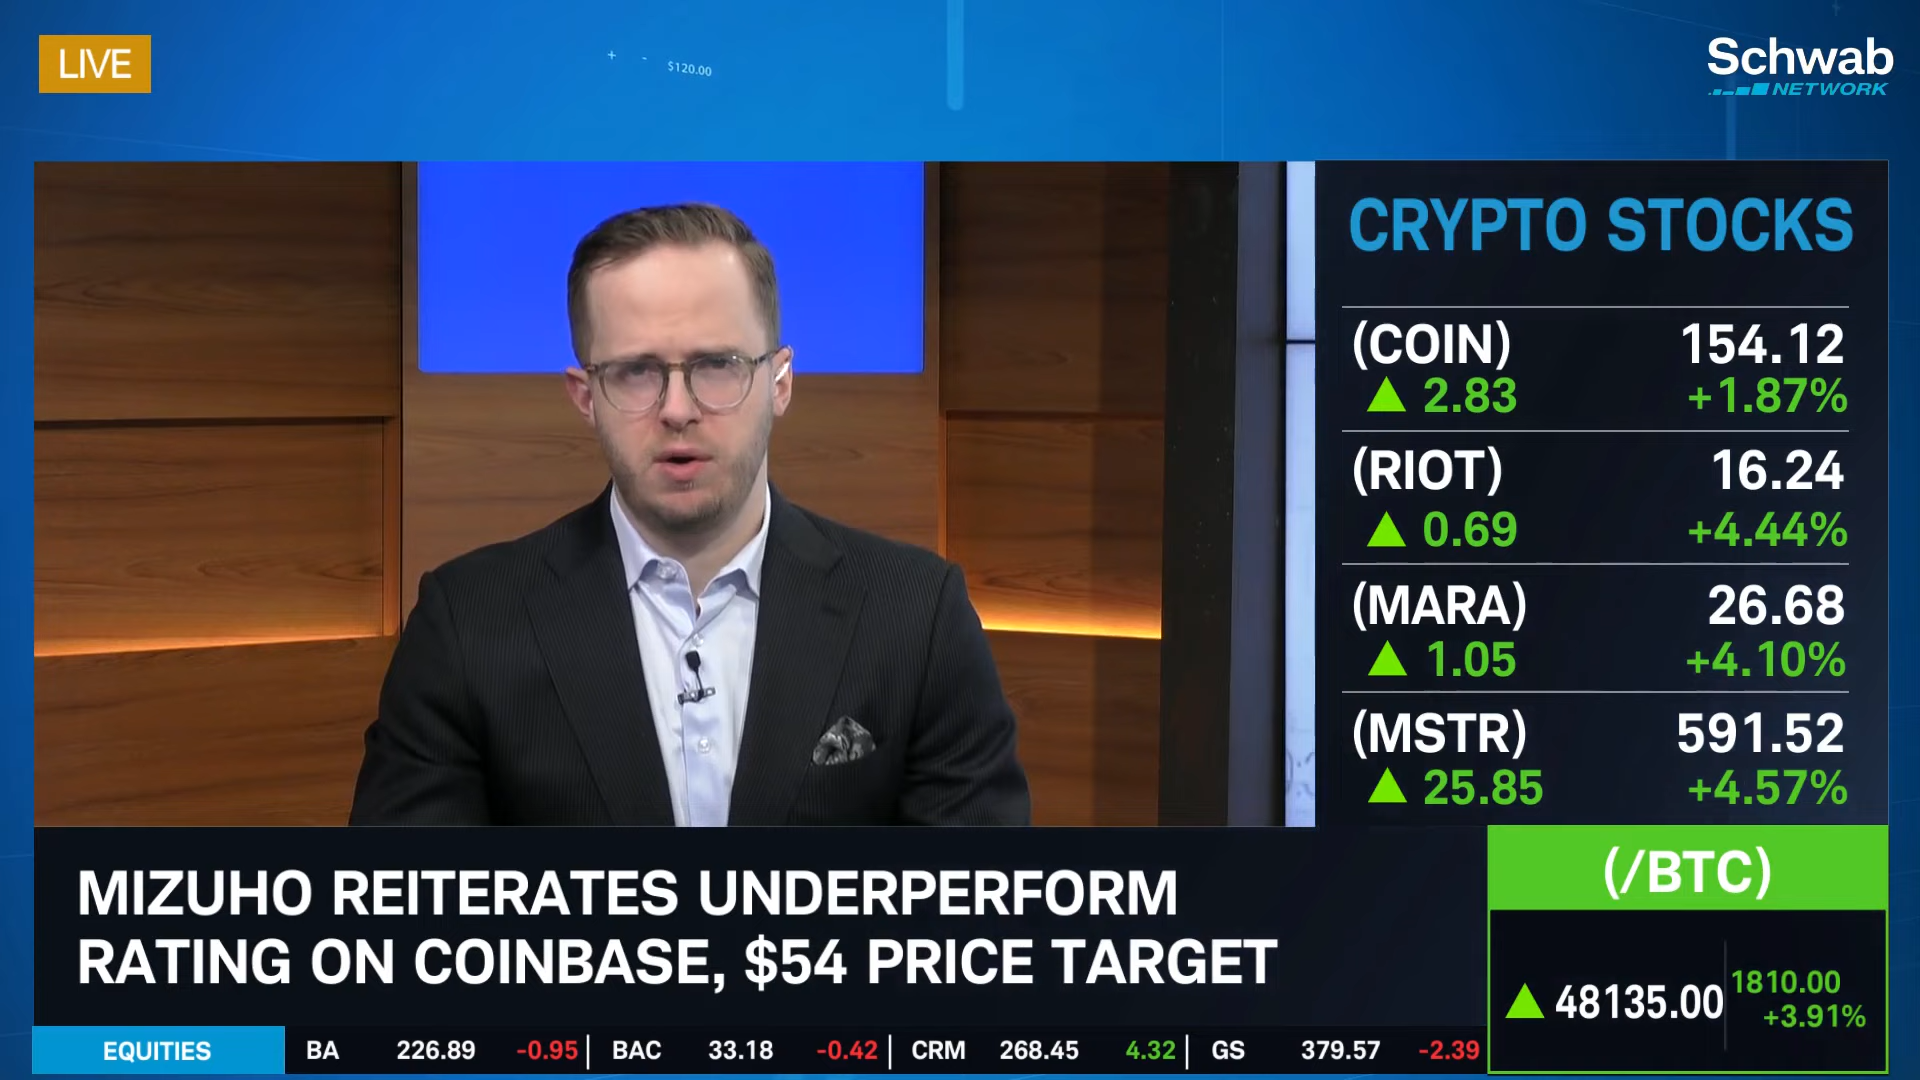 LIVE
+ - $120.00
Schwab
NETWORK
CRYPTO STOCKS
(COIN) 154.12
▲ 2.83 +1.87%
(RIOT) 16.24
▲ 0.69 +4.44%
(MARA) 26.68
▲ 1.05 +4.10%
(MSTR) 591.52
▲ 25.85 +4.57%
MIZUHO REITERATES UNDERPERFORM
RATING ON COINBASE, $54 PRICE TARGET
(/BTC)
▲ 48135.00 1810.00
+3.91%
EQUITIES BA 226.89 -0.95 | BAC 33.18 -0.42 | CRM 268.45 4.32 | GS 379.57 -2.39